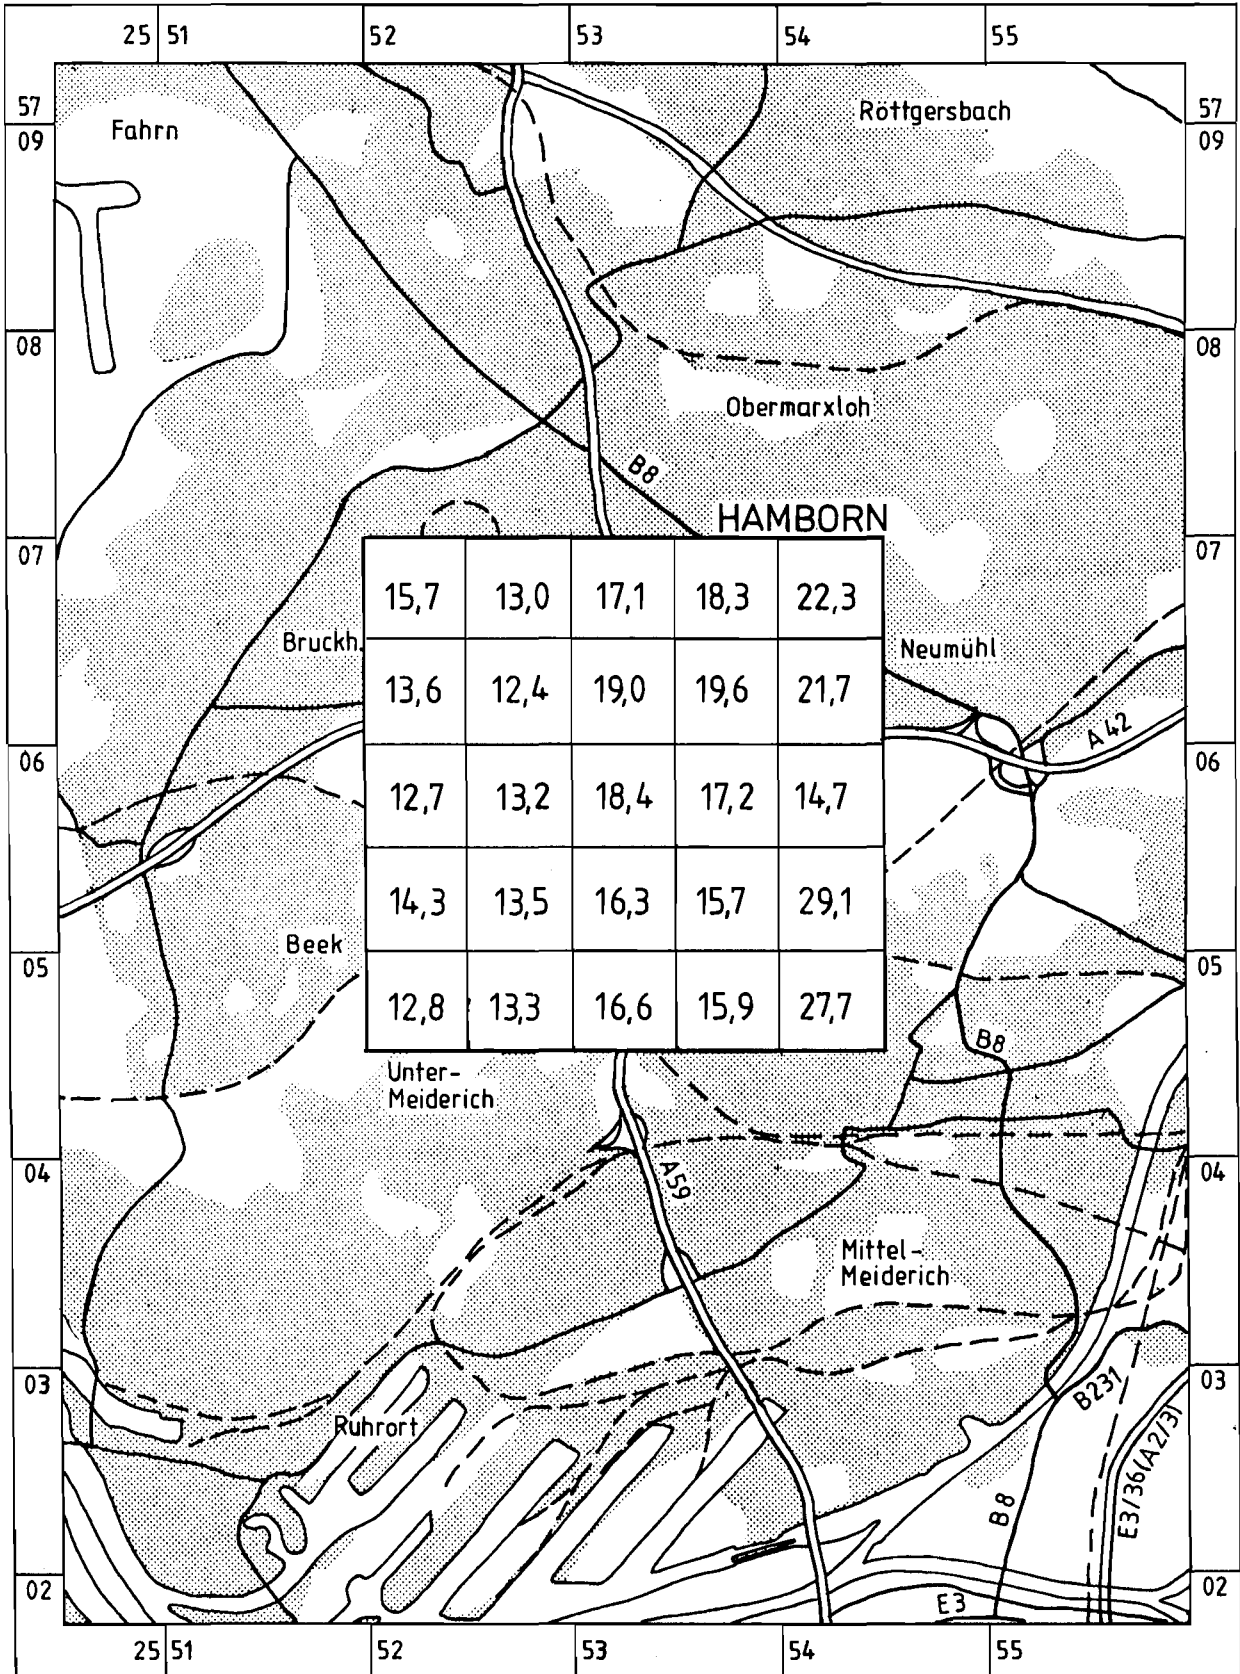 25 51 52 53 54 55
57 57
09 Fahrn Röttgersbach 09
08 08
Obermarxloh
B8
HAMBORN
07 07
15,7 13,0 17,1 18,3 22,3
Bruckh. Neumühl
13,6 12,4 19,0 19,6 21,7
A 42
06 06
12,7 13,2 18,4 17,2 14,7
14,3 13,5 16,3 15,7 29,1
Beek
05 05
12,8 13,3 16,6 15,9 27,7
B8
Unter-
Meiderich
04 04
A59
Mittel-
Meiderich
03 03
B231
Ruhrort
E3/36(A2/3)
B8
02 02
E3
25 51 52 53 54 55